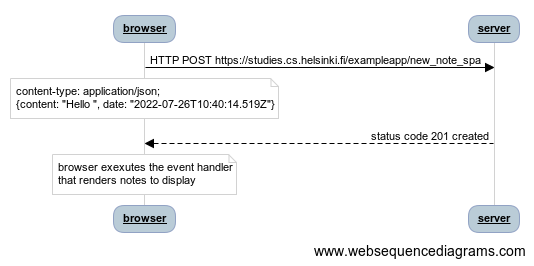 browser
server
HTTP POST https://studies.cs.helsinki.fi/exampleapp/new_note_spa
content-type: application/json;
{content: "Hello ", date: "2022-07-26T10:40:14.519Z"}
status code 201 created
browser exexutes the event handler
that renders notes to display
browser
server
www.websequencediagrams.com